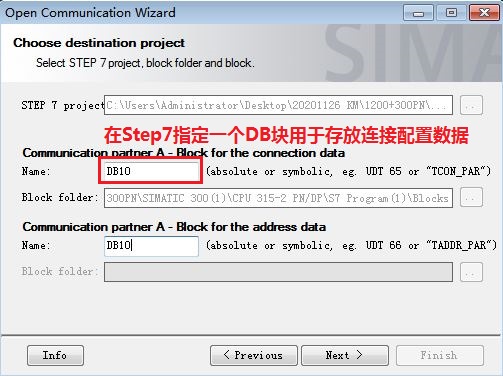 Open Communication Wizard
Choose destination project
Select STEP 7 project, block folder and block.
SIMA
STEP 7 project C:\Users\Administrator\Desktop\20201126 KM\1200+300PN\... ..
在Step7指定一个DB块用于存放连接配置数据
Communication partner A - Block for the connection data
Name: DB10 (absolute or symbolic, eg. UDT 65 or "TCON_PAR")
Block folder: 300PN\SIMATIC 300(1)\CPU 315-2 PN/DP\S7 Program(1)\Blocks ..
Communication partner A - Block for the address data
Name: DB10 (absolute or symbolic, eg. UDT 66 or "TADDR_PAR")
Block folder: ..
Info < Previous Next > Finish